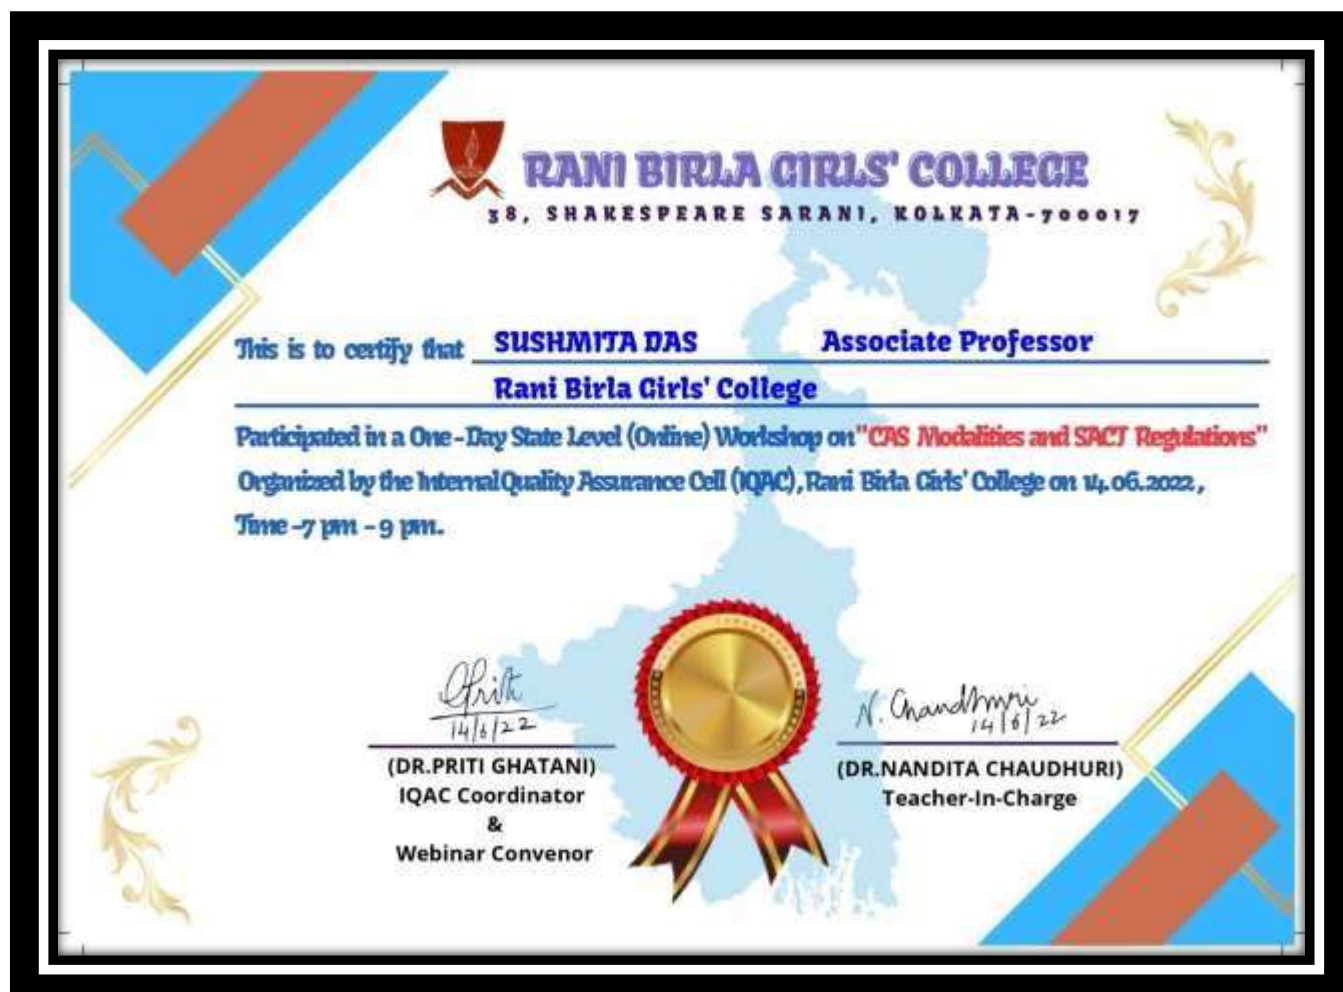 RANI BIRLA GIRLS' COLLEGE
38, SHAKESPEARE SARANI, KOLKATA-700017
This is to certify that SUSHMITA DAS Associate Professor
Rani Birla Girls' College
Participated in a One-Day State Level (Online) Workshop on "CAS Modalities and SACT Regulations"
Organized by the Internal Quality Assurance Cell (IQAC), Rani Birla Girls' College on 14.06.2022,
Time -7 pm - 9 pm.
Priti
14/6/22
N. Chaudhuri
14/6/22
(DR.PRITI GHATANI)
IQAC Coordinator
&
Webinar Convenor
(DR.NANDITA CHAUDHURI)
Teacher-In-Charge